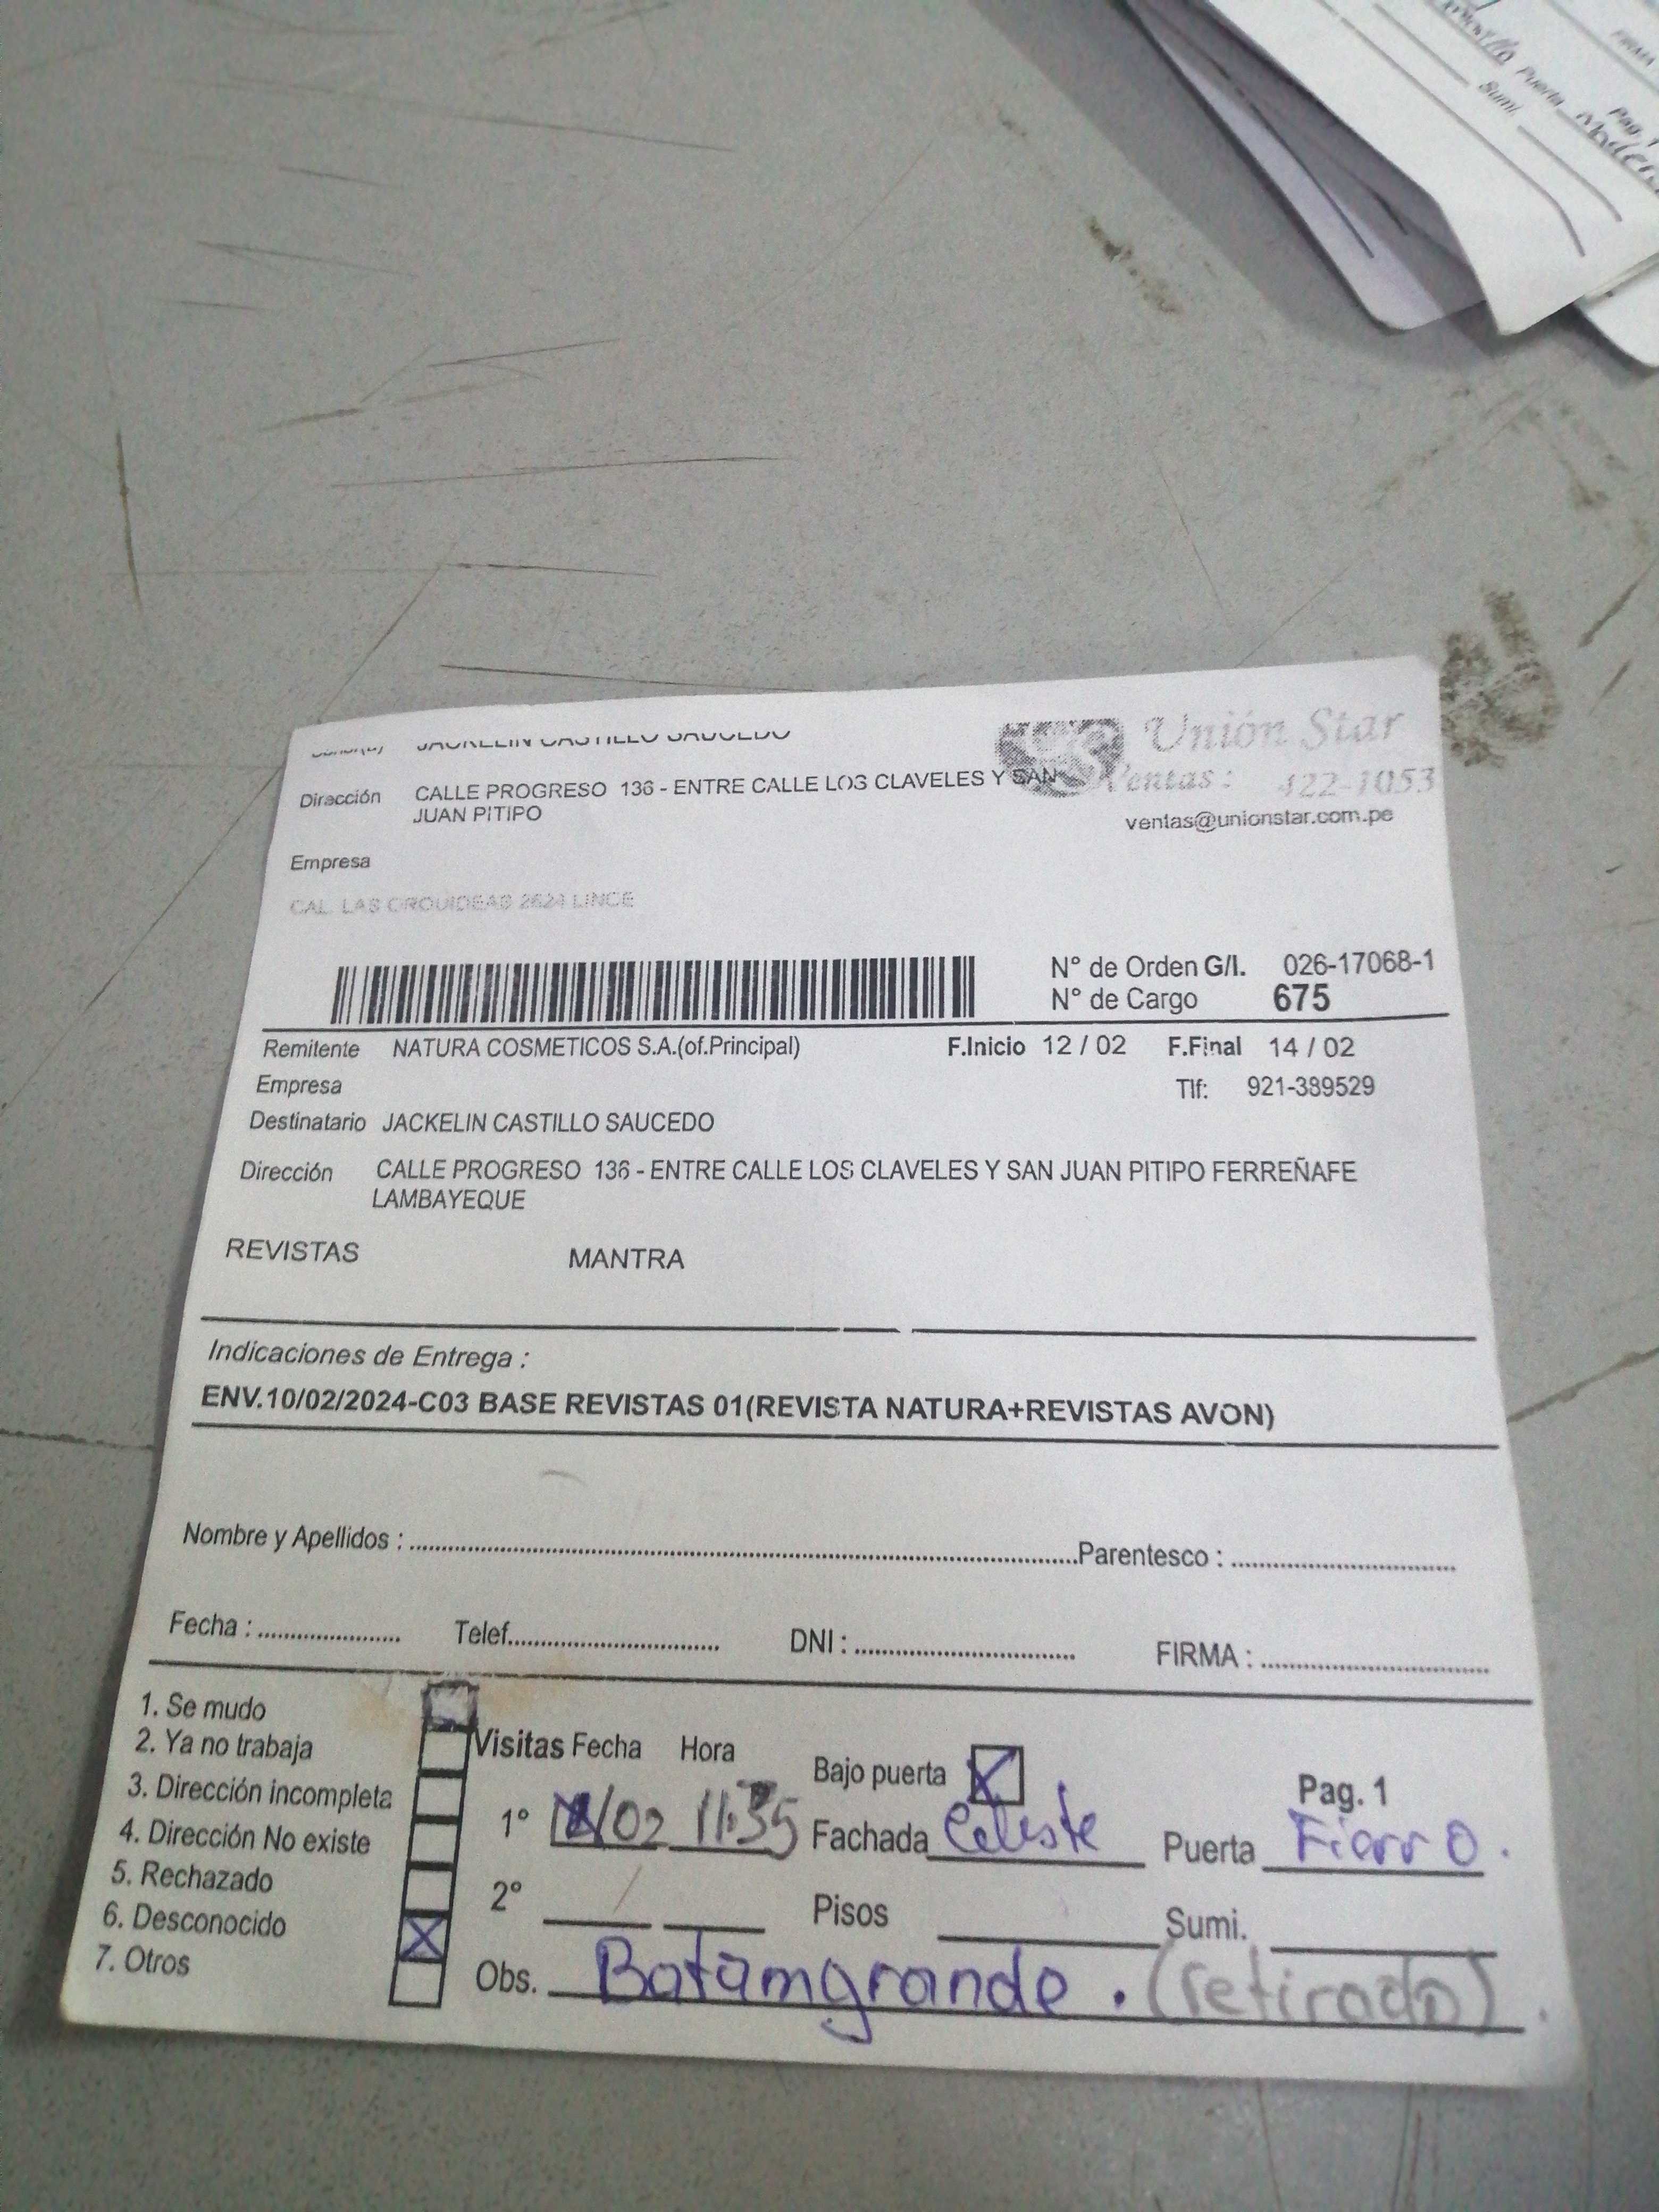 JACKELIN CASTILLO SAUCEDO
Unión Star
Dirección CALLE PROGRESO 136 - ENTRE CALLE LOS CLAVELES Y SAN
JUAN PITIPO
Ventas : 422-1053
ventas@unionstar.com.pe
Empresa
CAL. LAS ORQUIDEAS 2624 LINCE
N° de Orden G/I. 026-17068-1
N° de Cargo 675
Remitente NATURA COSMETICOS S.A.(of.Principal) F.Inicio 12 / 02 F.Final 14 / 02
Empresa Tlf: 921-389529
Destinatario JACKELIN CASTILLO SAUCEDO
Dirección CALLE PROGRESO 136 - ENTRE CALLE LOS CLAVELES Y SAN JUAN PITIPO FERREÑAFE
LAMBAYEQUE
REVISTAS MANTRA
Indicaciones de Entrega :
ENV.10/02/2024-C03 BASE REVISTAS 01(REVISTA NATURA+REVISTAS AVON)
Nombre y Apellidos : Parentesco :
Fecha : Telef. DNI : FIRMA :
1. Se mudo
2. Ya no trabaja
3. Dirección incompleta
4. Dirección No existe
5. Rechazado
6. Desconocido
7. Otros
Visitas Fecha Hora Bajo puerta Pag. 1
1° /02 11:35 Fachada Celeste Puerta Fierro.
2° / Pisos Sumi.
Obs. Batamgrande. (retirado).
Puerta
Sumi.
Pag. 1